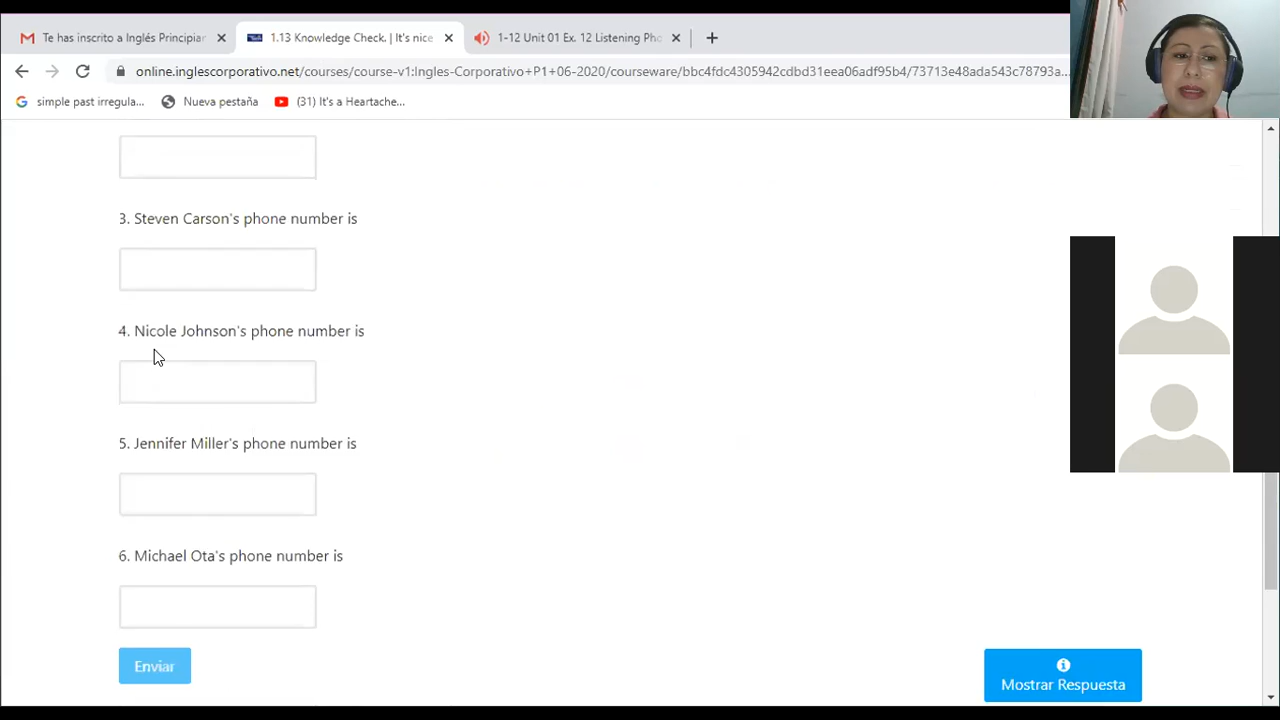 Te has inscrito a Inglés Principiar
1.13 Knowledge Check. | It's nice
1-12 Unit 01 Ex. 12 Listening Pho
online.inglescorporativo.net/courses/course-v1:Ingles-Corporativo+P1+06-2020/courseware/bbc4fdc4305942cdbd31eea06adf95b4/73713e48ada543c78793a...
simple past irregula...
Nueva pestaña
(31) It's a Heartache...
3. Steven Carson's phone number is
4. Nicole Johnson's phone number is
5. Jennifer Miller's phone number is
6. Michael Ota's phone number is
Enviar
Mostrar Respuesta